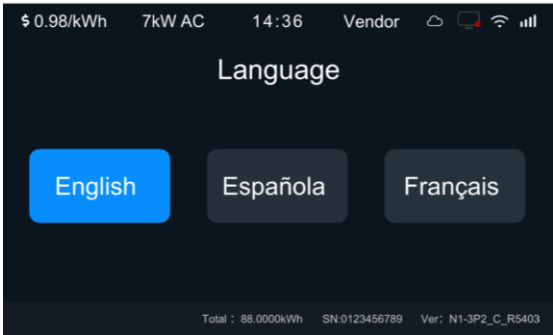 $ 0.98/kWh 7kW AC 14:36 Vendor
Language
English Española Français
Total : 88.0000kWh SN:0123456789 Ver: N1-3P2_C_R5403